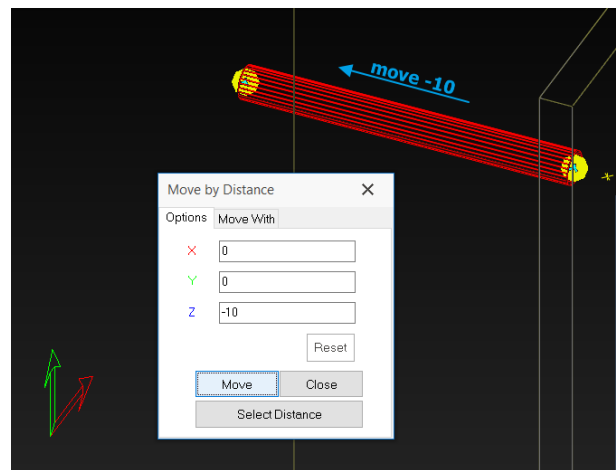 move -10
Move by Distance
Options Move With
X 0
Y 0
Z -10
Reset
Move Close
Select Distance